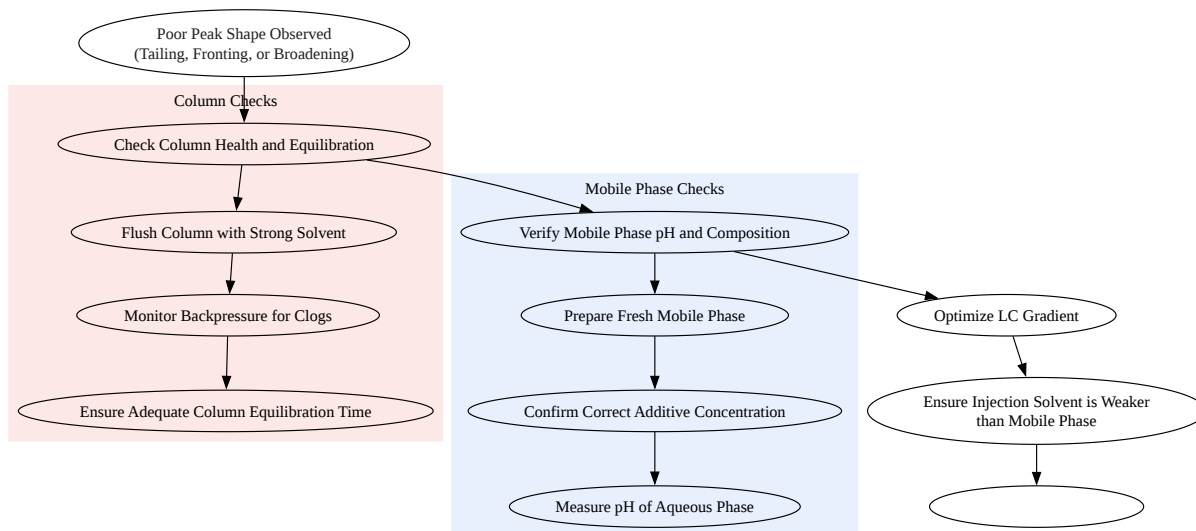 Poor Peak Shape Observed
(Tailing, Fronting, or Broadening)
Column Checks
Check Column Health and Equilibration
Flush Column with Strong Solvent
Monitor Backpressure for Clogs
Ensure Adequate Column Equilibration Time
Mobile Phase Checks
Verify Mobile Phase pH and Composition
Prepare Fresh Mobile Phase
Confirm Correct Additive Concentration
Measure pH of Aqueous Phase
Optimize LC Gradient
Ensure Injection Solvent is Weaker
than Mobile Phase